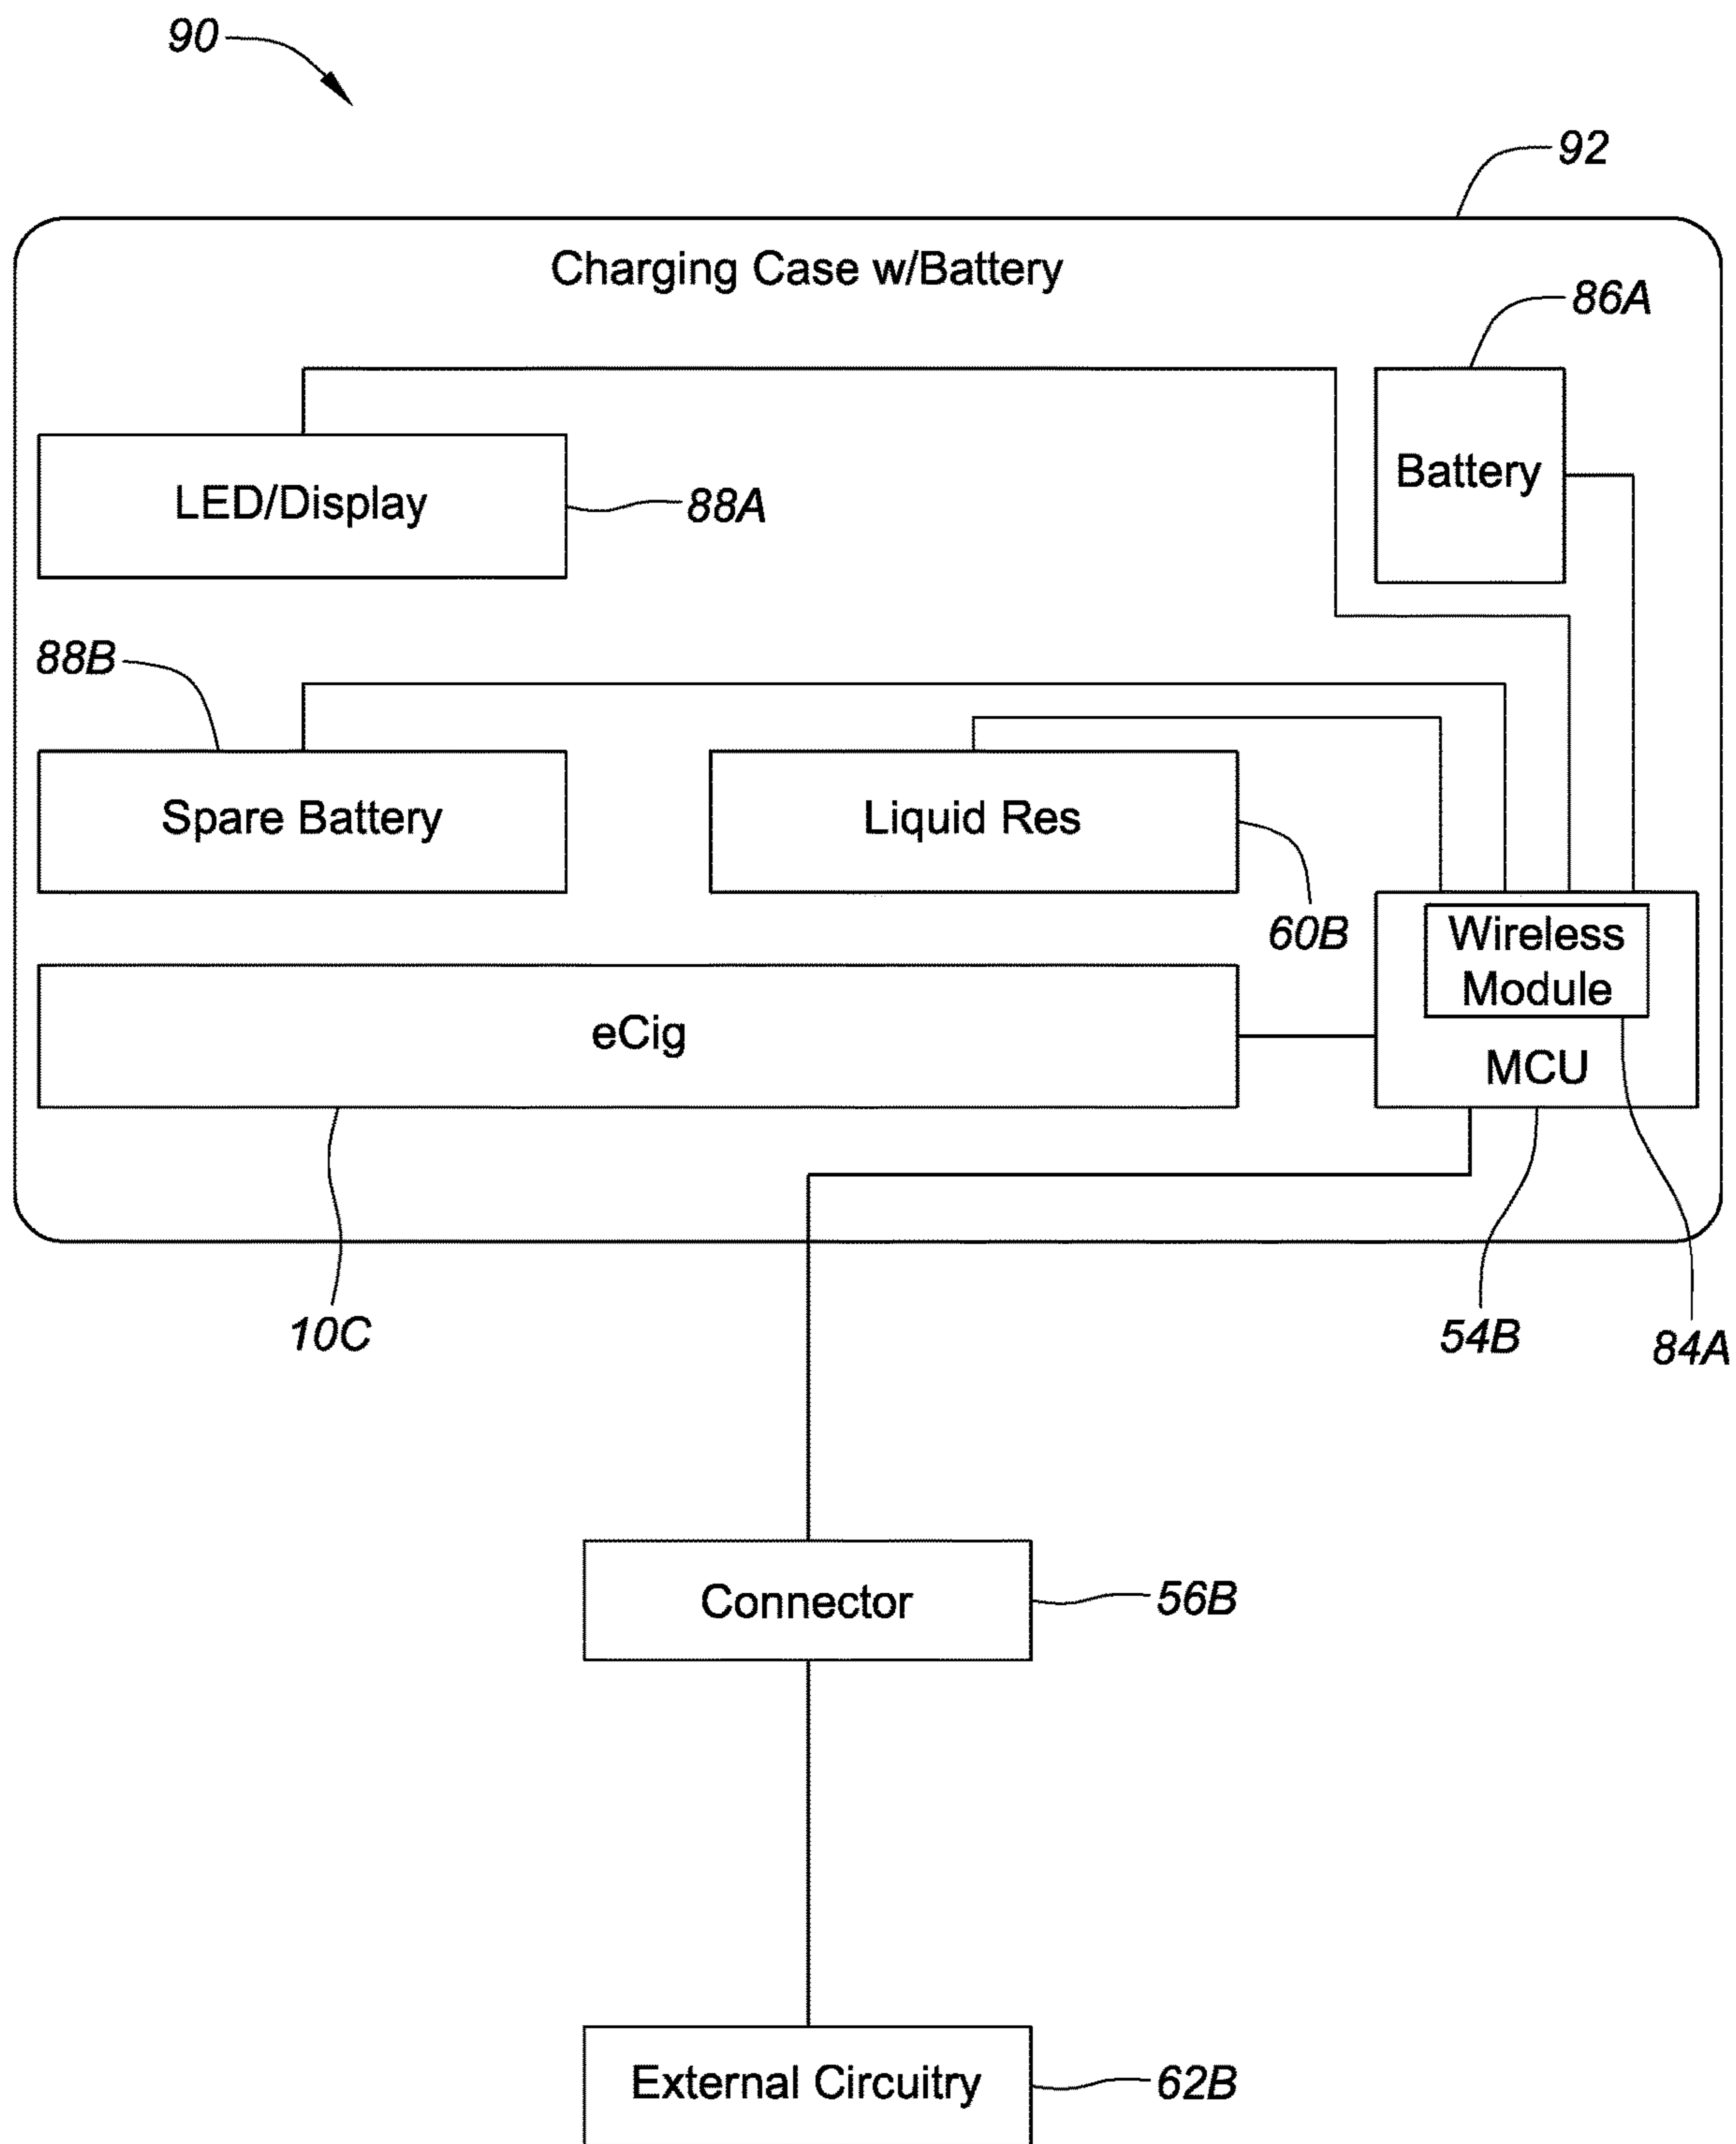 90
92
Charging Case w/Battery
86A
Battery
LED/Display
88A
88B
Spare Battery
Liquid Res
60B
Wireless
Module
MCU
eCig
10C
54B
84A
Connector
56B
External Circuitry
62B